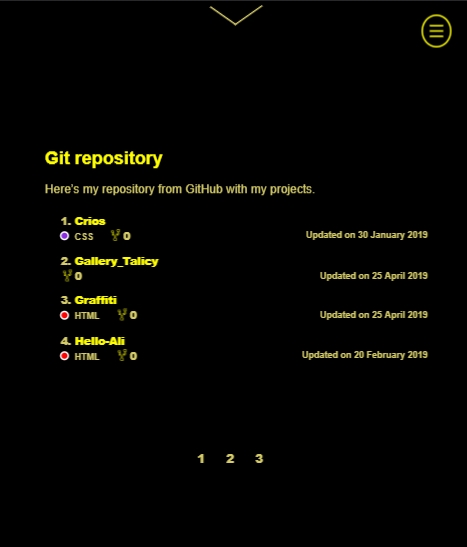 Git repository
Here's my repository from GitHub with my projects.
1. Crios
CSS 0 Updated on 30 January 2019
2. Gallery_Talicy
0 Updated on 25 April 2019
3. Graffiti
HTML 0 Updated on 25 April 2019
4. Hello-Ali
HTML 0 Updated on 20 February 2019
1 2 3